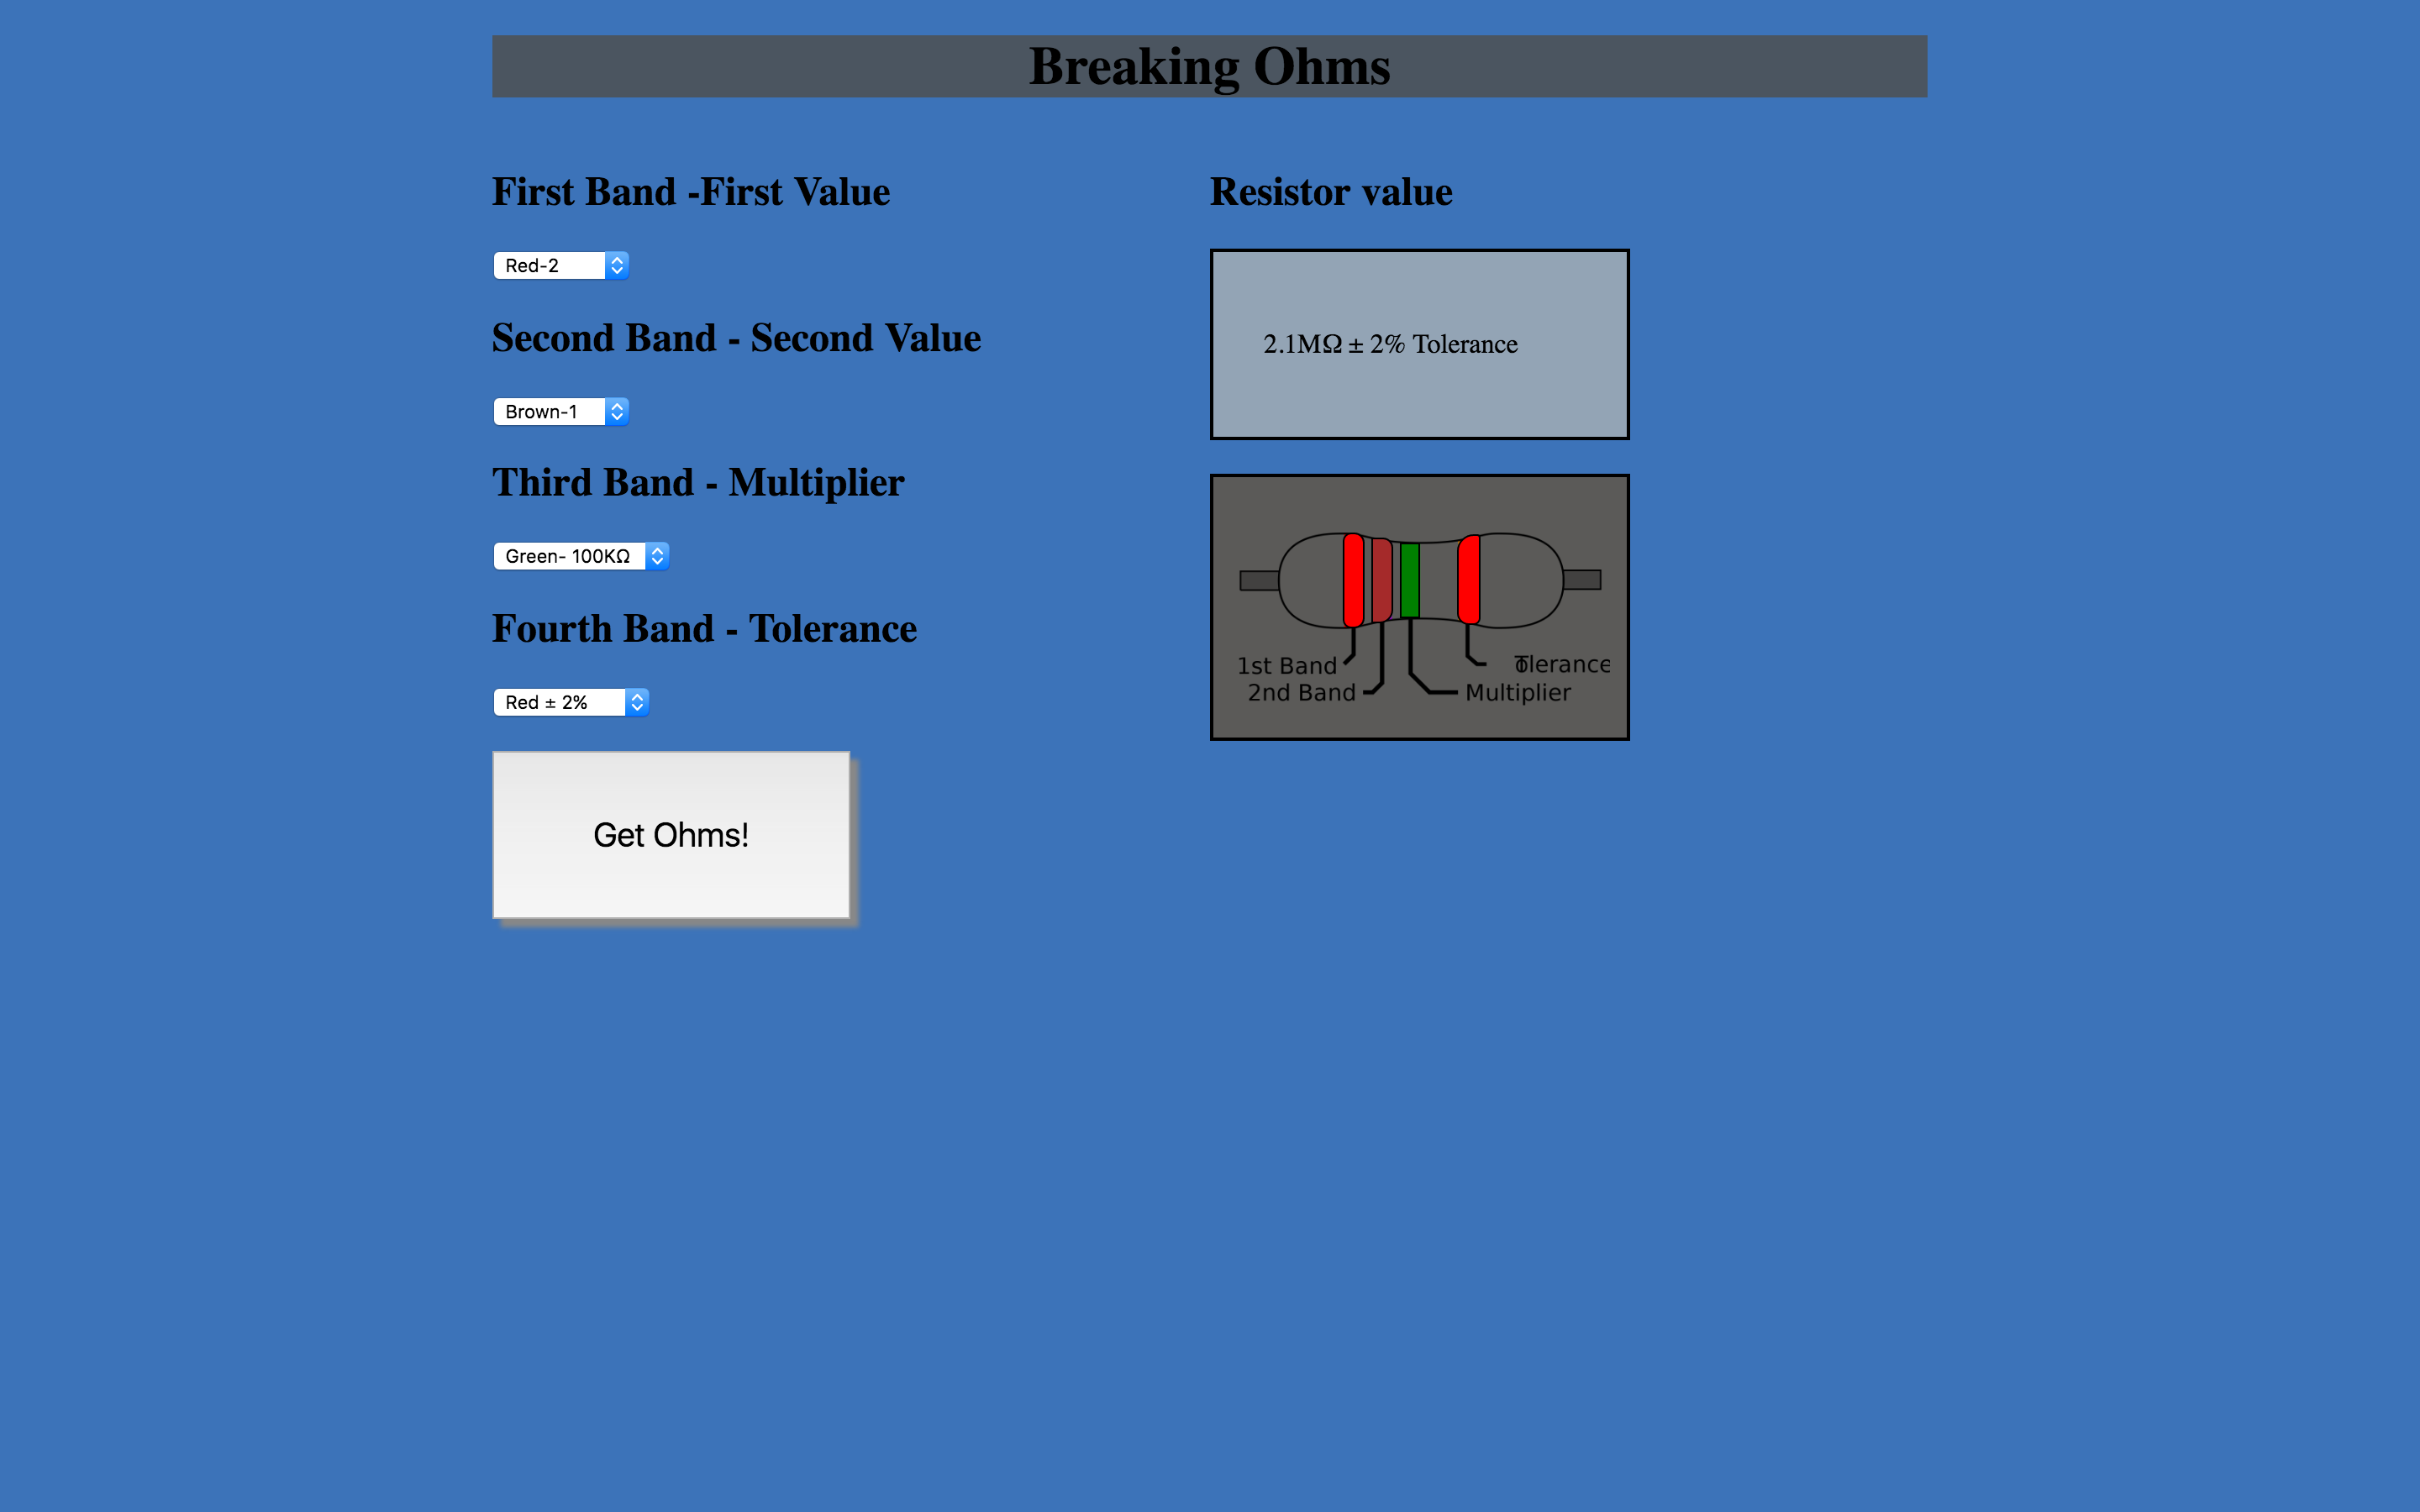 Breaking Ohms
First Band -First Value
Red-2
Second Band - Second Value
Brown-1
Third Band - Multiplier
Green- 100KΩ
Fourth Band - Tolerance
Red ± 2%
Get Ohms!
Resistor value
2.1MΩ ± 2% Tolerance
1st Band
Tolerance
2nd Band
Multiplier